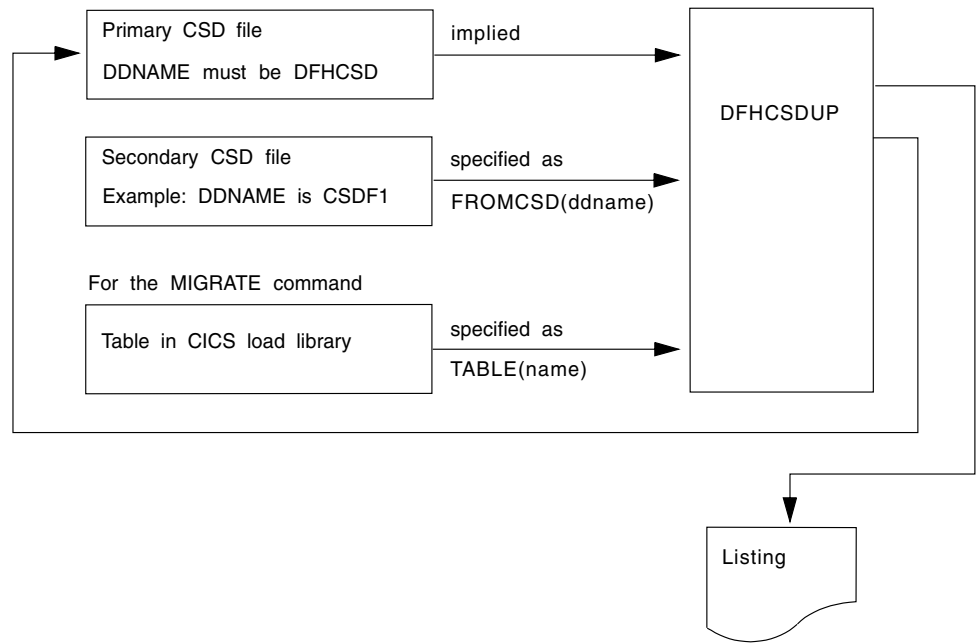 Primary CSD file
DDNAME must be DFHCSD
implied
DFHCSDUP
Secondary CSD file
Example: DDNAME is CSDF1
specified as
FROMCSD(ddname)
For the MIGRATE command
Table in CICS load library
specified as
TABLE(name)
Listing